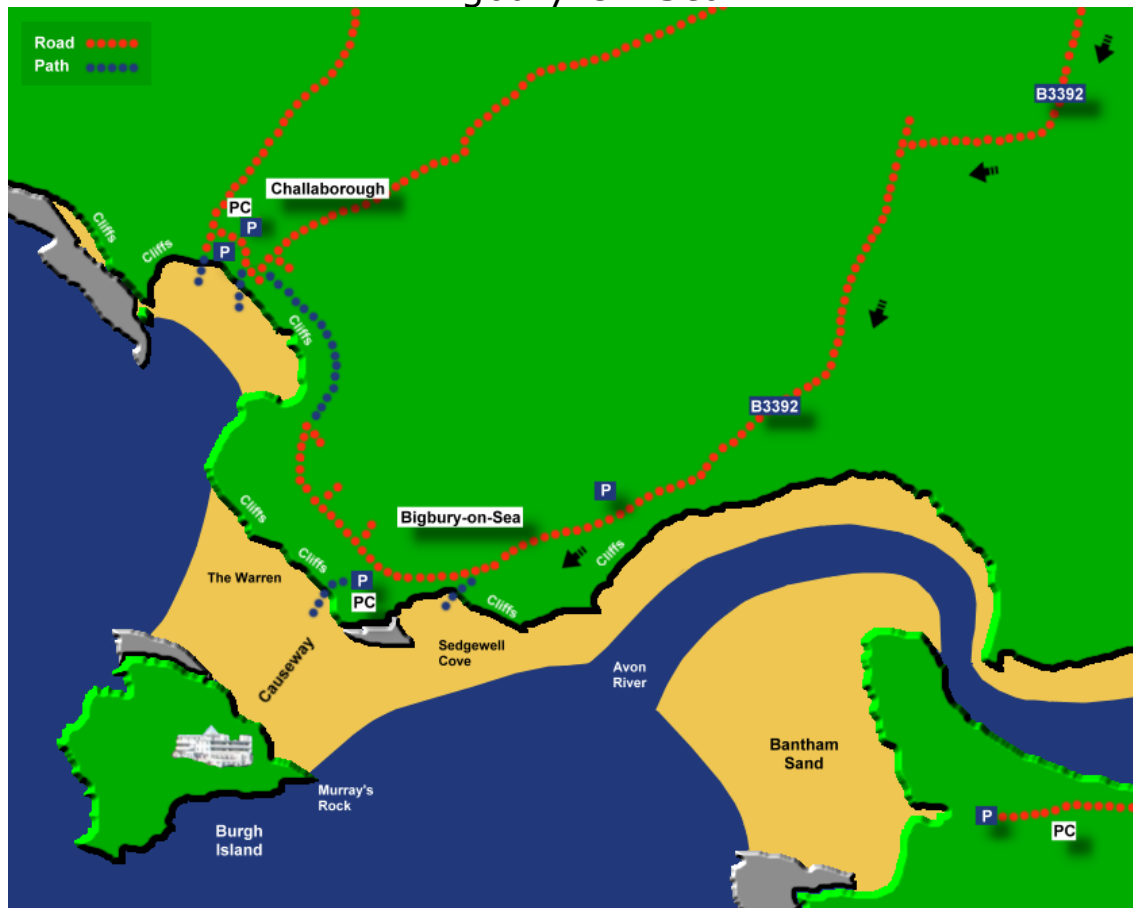 Road
Path
B3392
Challaborough
PC
P
Cliffs
Cliffs
P
Cliffs
B3392
P
Bigbury-on-Sea
Cliffs
Cliffs
Cliffs
The Warren
P
PC
Cliffs
Sedgewell
Cove
Causeway
Avon
River
Bantham
Sand
Murray's
Rock
P
PC
Burgh
Island